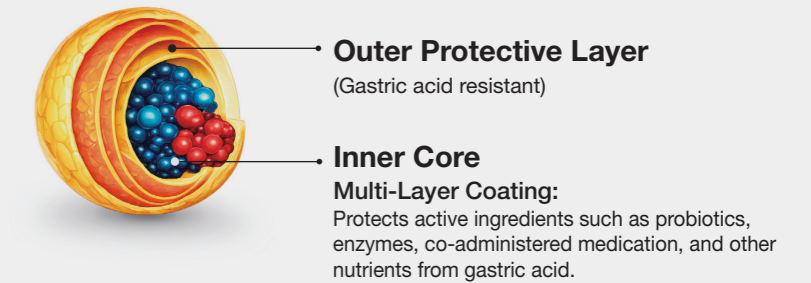 Outer Protective Layer
(Gastric acid resistant)
Inner Core
Multi-Layer Coating:
Protects active ingredients such as probiotics,
enzymes, co-administered medication, and other
nutrients from gastric acid.